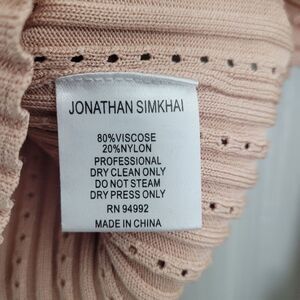 JONATHAN SIMKHAI
80%VISCOSE
20%NYLON
PROFESSIONAL
DRY CLEAN ONLY
DO NOT STEAM
DRY PRESS ONLY
RN 94992
MADE IN CHINA